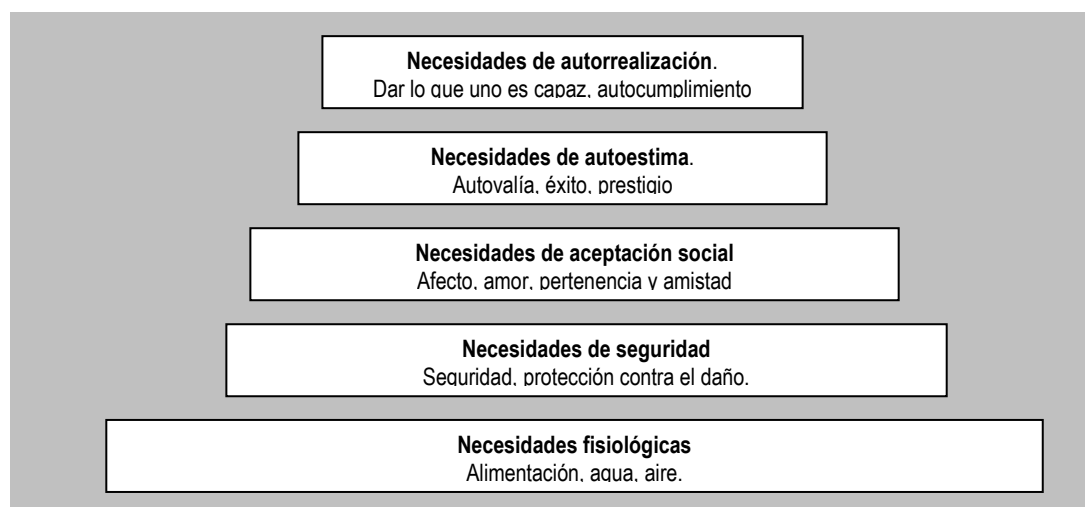 Necesidades de autorrealización.
Dar lo que uno es capaz, autocumplimiento
Necesidades de autoestima.
Autovalía, éxito, prestigio
Necesidades de aceptación social
Afecto, amor, pertenencia y amistad
Necesidades de seguridad
Seguridad, protección contra el daño.
Necesidades fisiológicas
Alimentación, agua, aire.